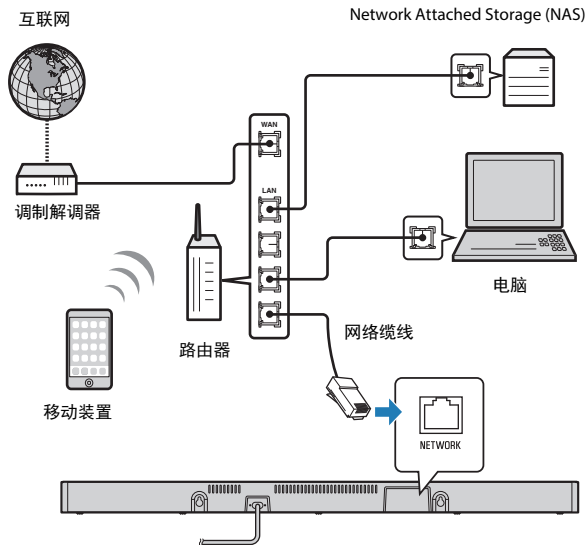 互联网
Network Attached Storage (NAS)
WAN
调制解调器
LAN
电脑
网络缆线
路由器
移动装置
NETWORK